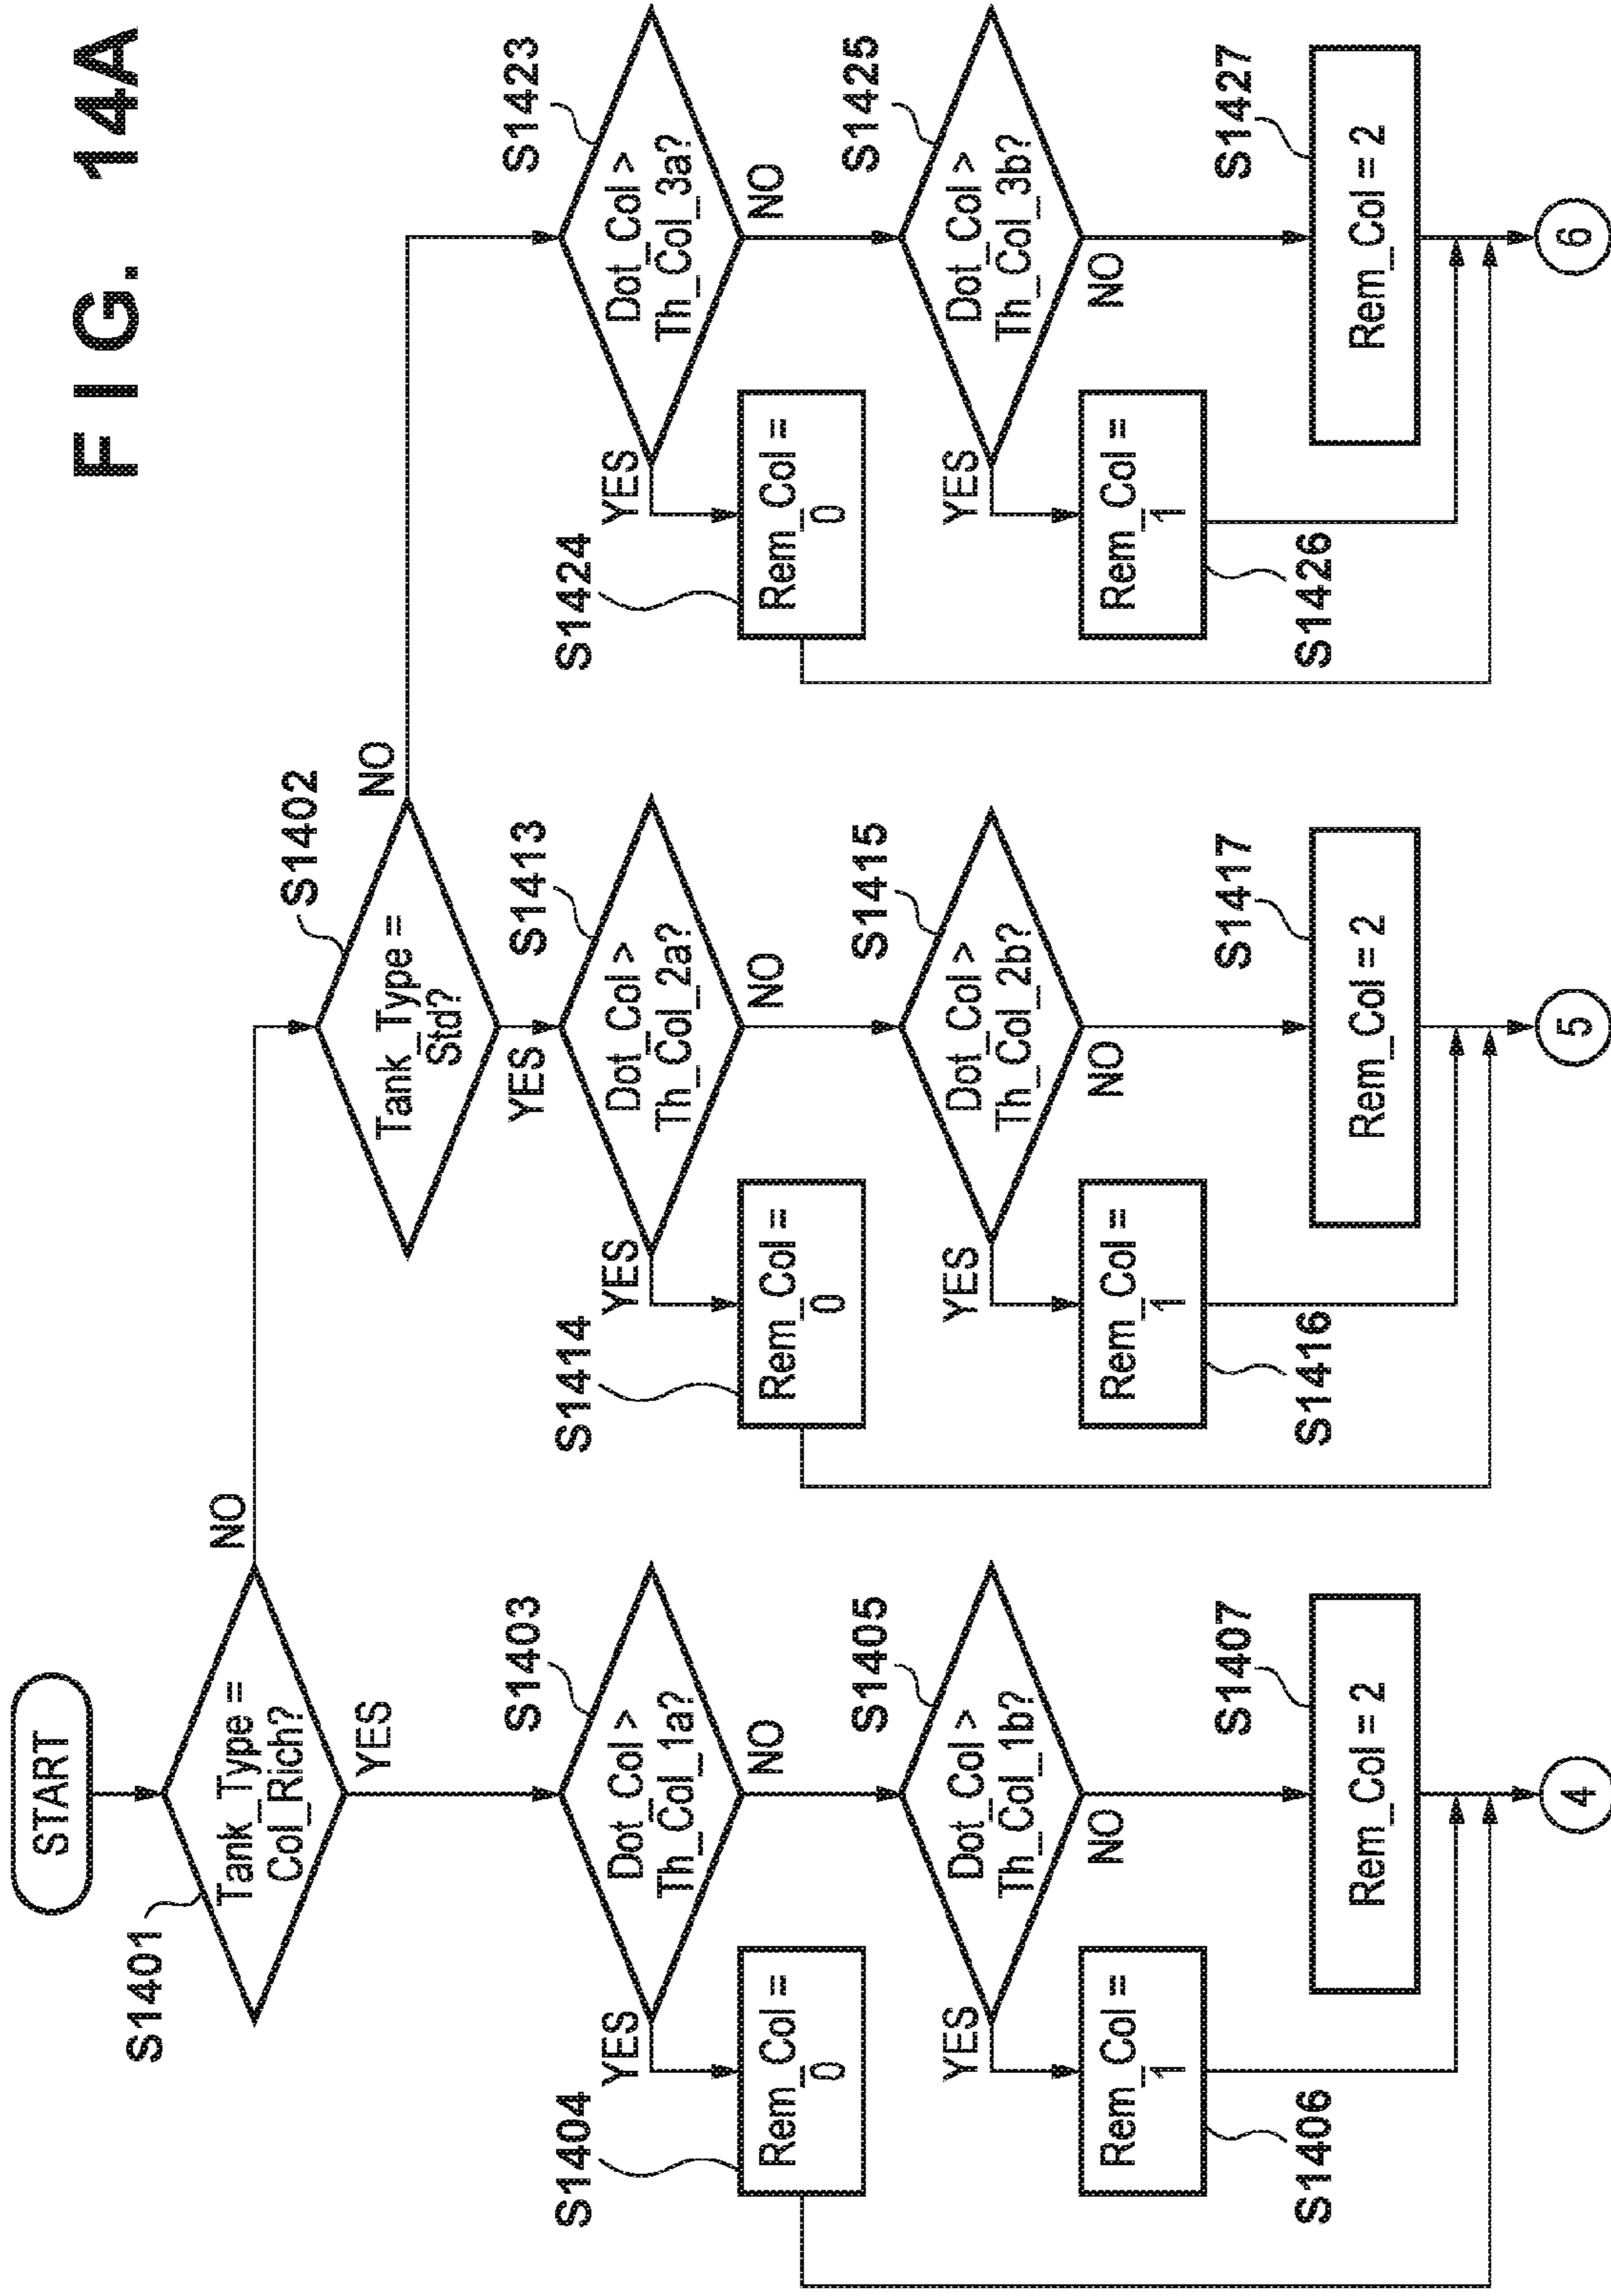 FIG. 14A
START
S1401
Tank_Type =
Col_Rich?
NO
YES
S1402
Tank_Type =
Std?
NO
YES
S1403
Dot_Col >
Th_Col_1a?
YES
NO
S1404
Rem_Col =
0
S1405
Dot_Col >
Th_Col_1b?
YES
NO
S1406
Rem_Col =
1
S1407
Rem_Col = 2
4
S1413
Dot_Col >
Th_Col_2a?
YES
NO
S1414
Rem_Col =
0
S1415
Dot_Col >
Th_Col_2b?
YES
NO
S1416
Rem_Col =
1
S1417
Rem_Col = 2
5
S1423
Dot_Col >
Th_Col_3a?
YES
NO
S1424
Rem_Col =
0
S1425
Dot_Col >
Th_Col_3b?
YES
NO
S1426
Rem_Col =
1
S1427
Rem_Col = 2
6